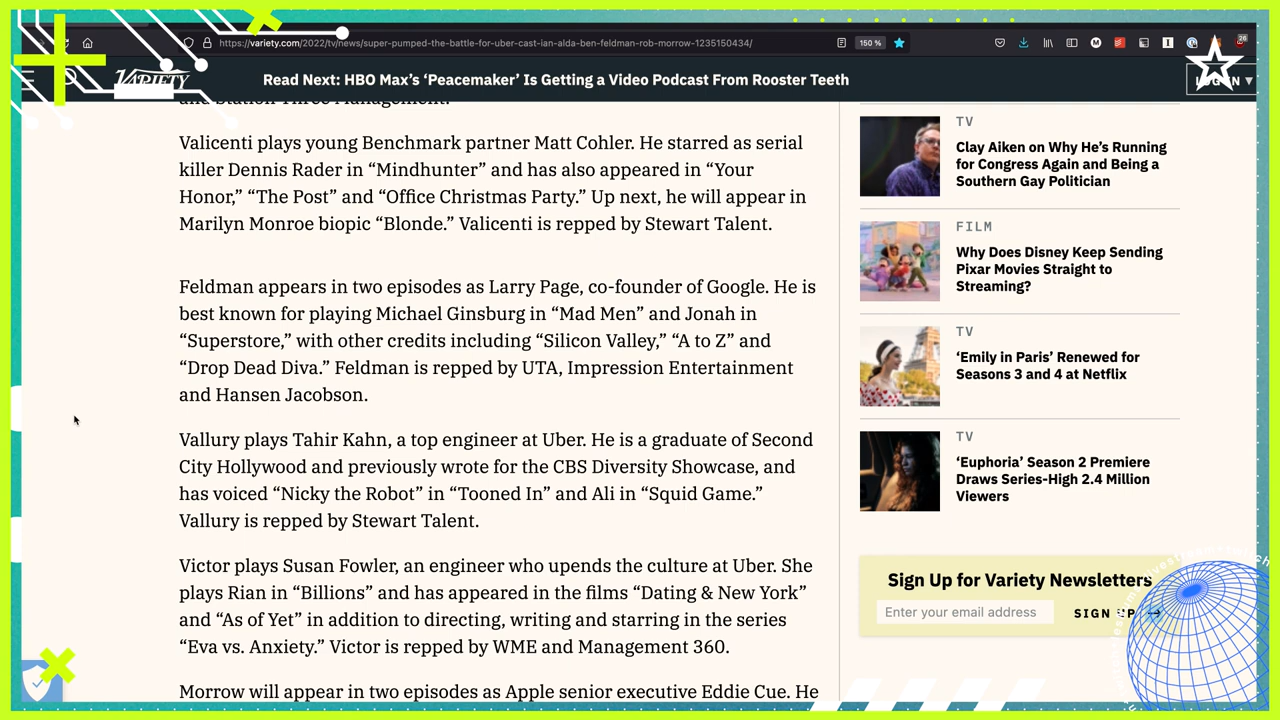 https://variety.com/2022/tv/news/super-pumped-the-battle-for-uber-cast-ian-alda-ben-feldman-rob-morrow-1235150434/
150 %
VARIETY
Read Next: HBO Max’s ‘Peacemaker’ Is Getting a Video Podcast From Rooster Teeth
and Station Three Management.
Valicenti plays young Benchmark partner Matt Cohler. He starred as serial
killer Dennis Rader in “Mindhunter” and has also appeared in “Your
Honor,” “The Post” and “Office Christmas Party.” Up next, he will appear in
Marilyn Monroe biopic “Blonde.” Valicenti is repped by Stewart Talent.
Feldman appears in two episodes as Larry Page, co-founder of Google. He is
best known for playing Michael Ginsburg in “Mad Men” and Jonah in
“Superstore,” with other credits including “Silicon Valley,” “A to Z” and
“Drop Dead Diva.” Feldman is repped by UTA, Impression Entertainment
and Hansen Jacobson.
Vallury plays Tahir Kahn, a top engineer at Uber. He is a graduate of Second
City Hollywood and previously wrote for the CBS Diversity Showcase, and
has voiced “Nicky the Robot” in “Tooned In” and Ali in “Squid Game.”
Vallury is repped by Stewart Talent.
Victor plays Susan Fowler, an engineer who upends the culture at Uber. She
plays Rian in “Billions” and has appeared in the films “Dating & New York”
and “As of Yet” in addition to directing, writing and starring in the series
“Eva vs. Anxiety.” Victor is repped by WME and Management 360.
Morrow will appear in two episodes as Apple senior executive Eddie Cue. He
TV
Clay Aiken on Why He’s Running
for Congress Again and Being a
Southern Gay Politician
FILM
Why Does Disney Keep Sending
Pixar Movies Straight to
Streaming?
TV
‘Emily in Paris’ Renewed for
Seasons 3 and 4 at Netflix
TV
‘Euphoria’ Season 2 Premiere
Draws Series-High 2.4 Million
Viewers
Sign Up for Variety Newsletters
Enter your email address
SIGN UP